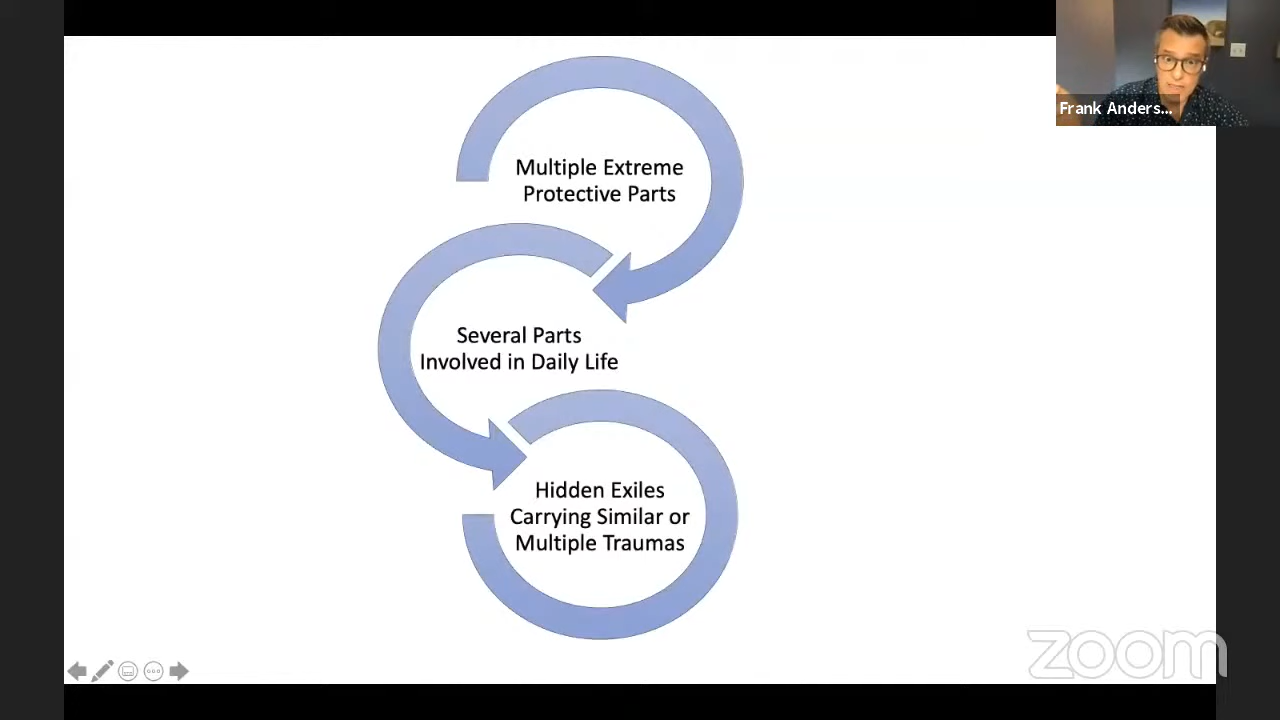 Frank Anders...
Multiple Extreme
Protective Parts
Several Parts
Involved in Daily Life
Hidden Exiles
Carrying Similar or
Multiple Traumas
zoom